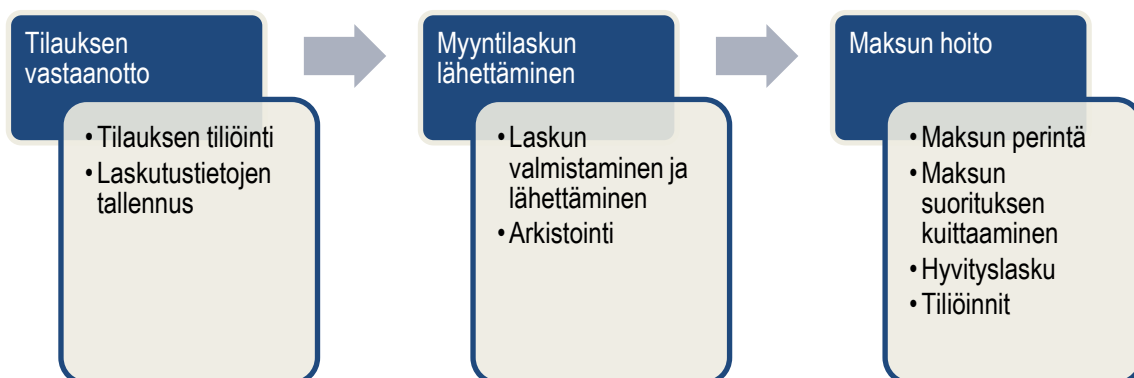 Tilauksen
vastaanotto
• Tilauksen tiliöinti
• Laskutustietojen
tallennus
Myyntilaskun
lähettäminen
• Laskun
valmistaminen ja
lähettäminen
• Arkistointi
Maksun hoito
• Maksun perintä
• Maksun
suorituksen
kuittaaminen
• Hyvityslasku
• Tiliöinnit